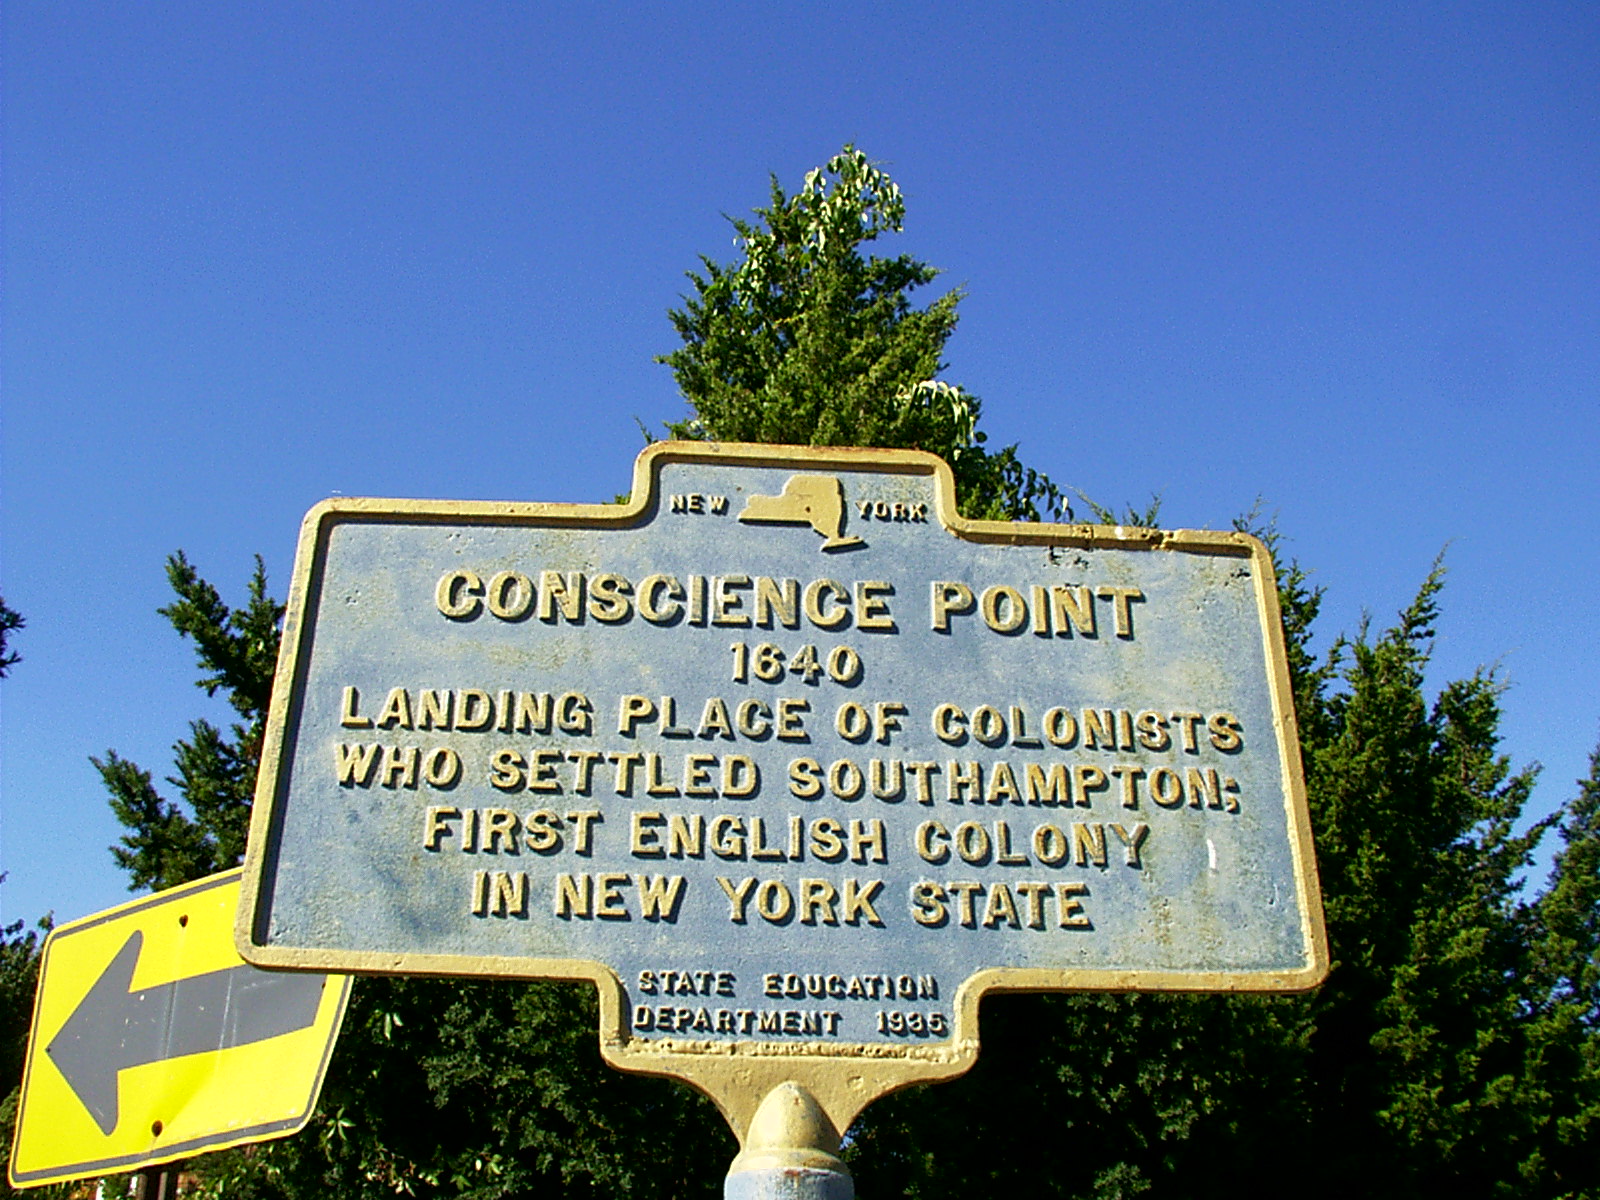 NEW YORK
CONSCIENCE POINT
1640
LANDING PLACE OF COLONISTS
WHO SETTLED SOUTHAMPTON;
FIRST ENGLISH COLONY
IN NEW YORK STATE
STATE EDUCATION
DEPARTMENT 1935